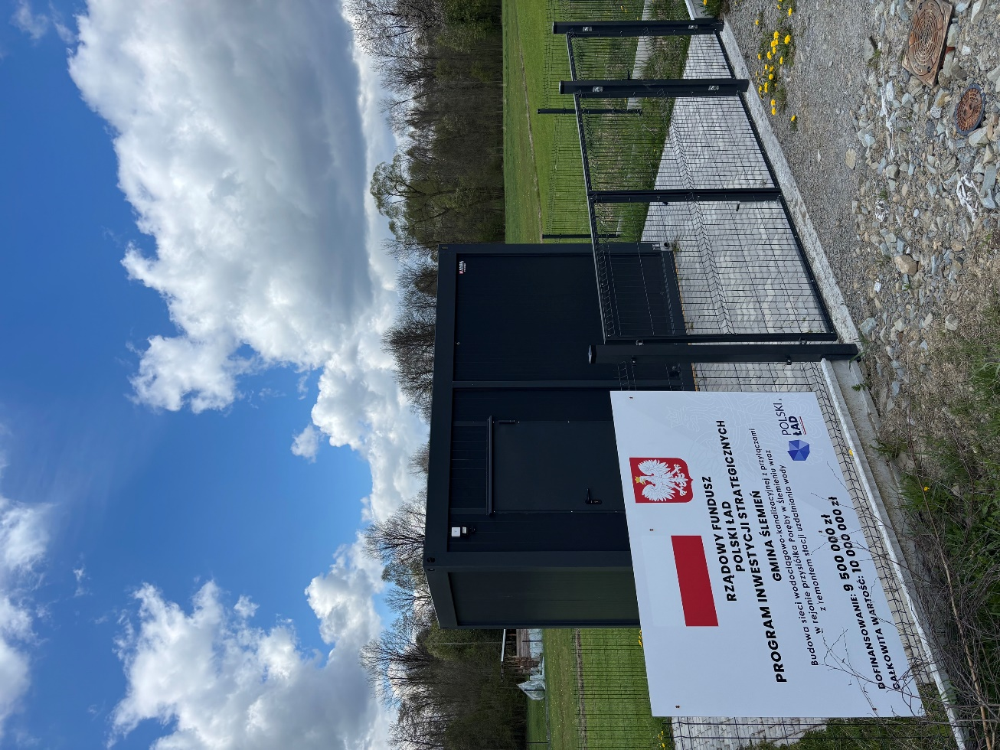 RZĄDOWY FUNDUSZ
POLSKI ŁAD
PROGRAM INWESTYCJI STRATEGICZNYCH
GMINA ŚLEMIEŃ
Budowa sieci wodociągowo-kanalizacyjnej z przyłączami
w rejonie przysiółka Poręby w Ślemieniu wraz
z remontem stacji uzdatniania wody
POLSKI
ŁAD
DOFINANSOWANIE: 9 500 000 zł
CAŁKOWITA WARTOŚĆ: 10 000 000 zł